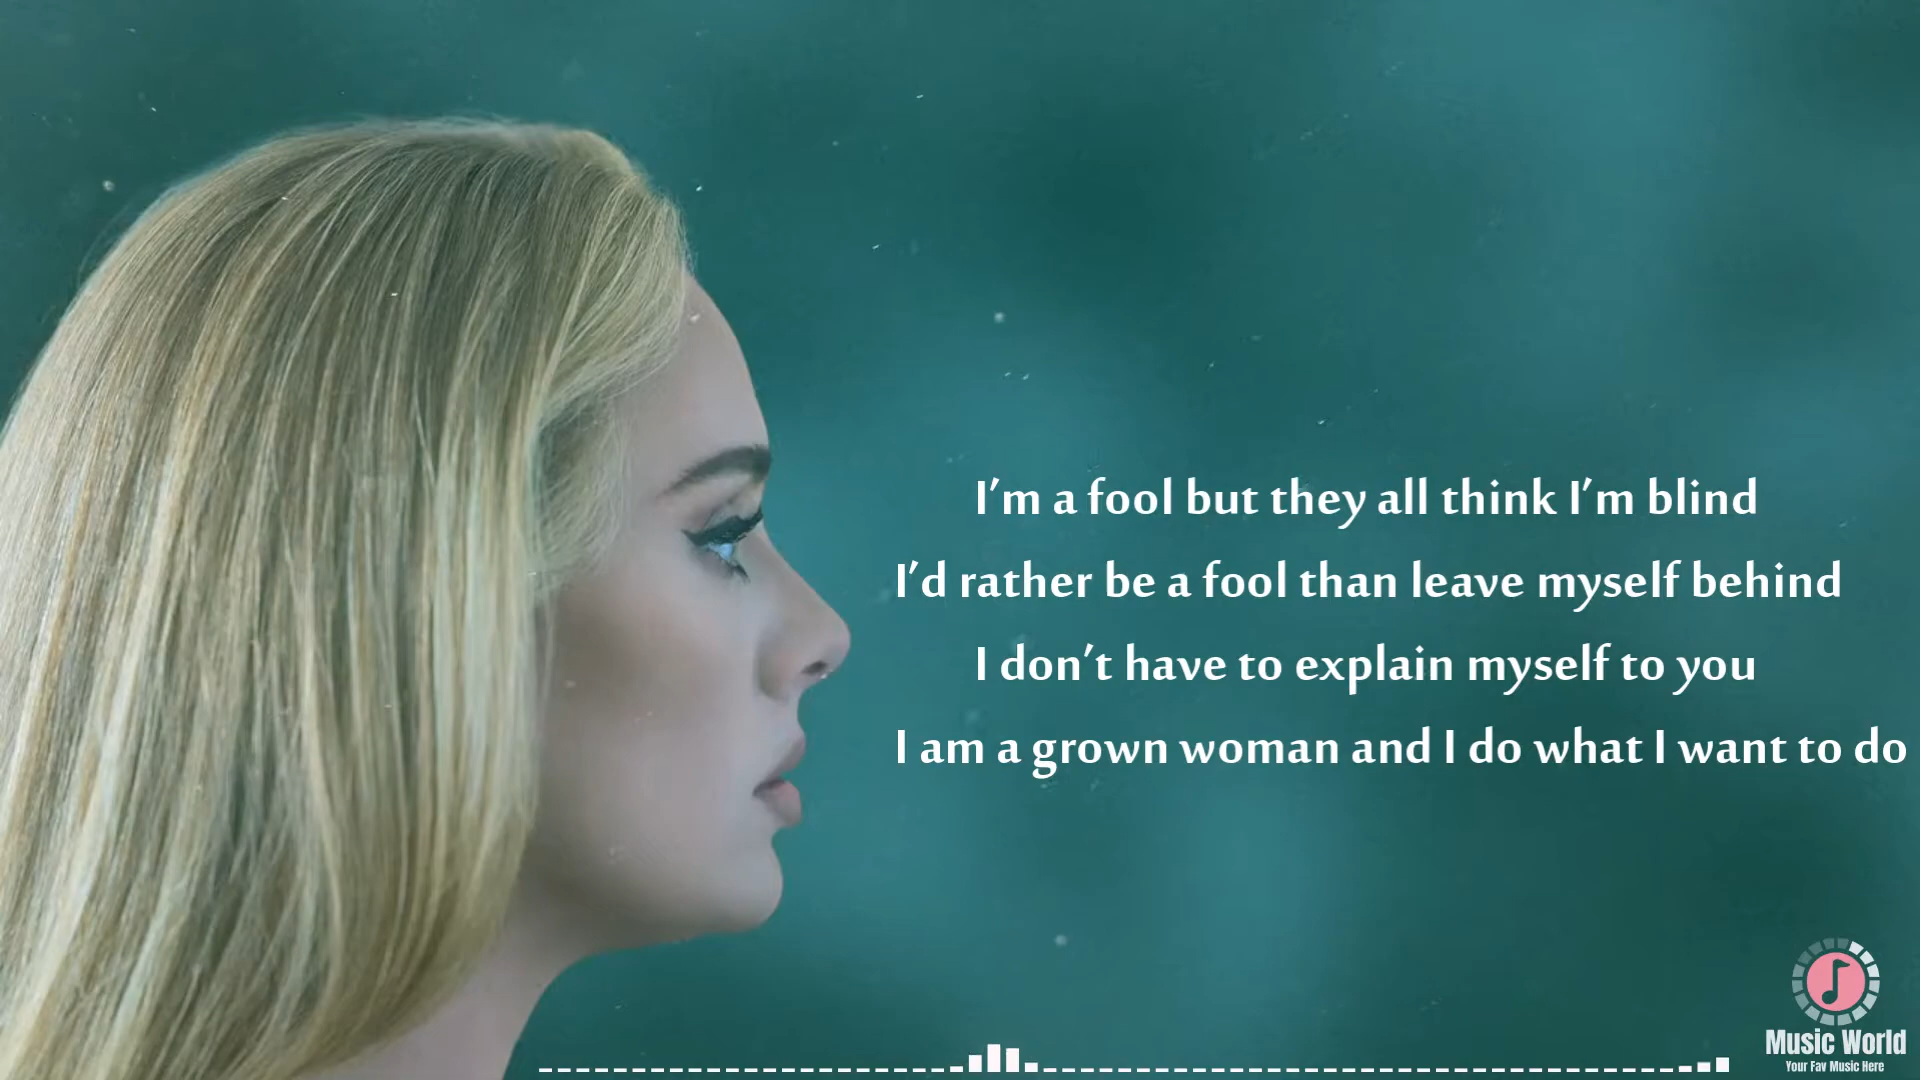 I'm a fool but they all think I'm blind
I'd rather be a fool than leave myself behind
I don't have to explain myself to you
I am a grown woman and I do what I want to do
Music World
Your Fav Music Here